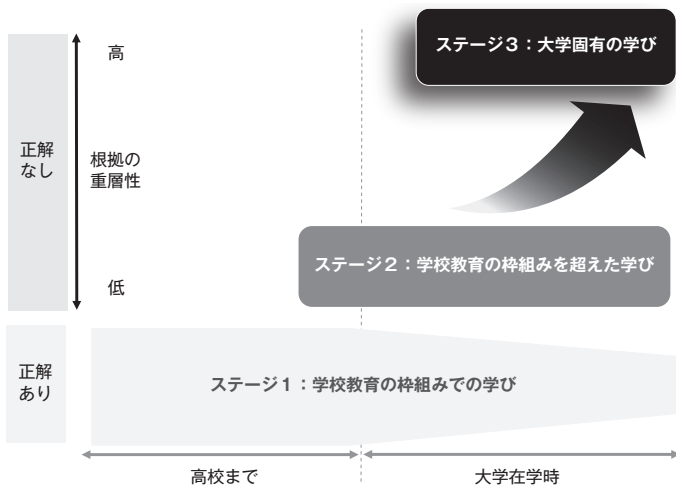 ステージ3：大学固有の学び
高
正解
なし
根拠の
重層性
ステージ2：学校教育の枠組みを超えた学び
低
正解
あり
ステージ1：学校教育の枠組みでの学び
高校まで
大学在学時